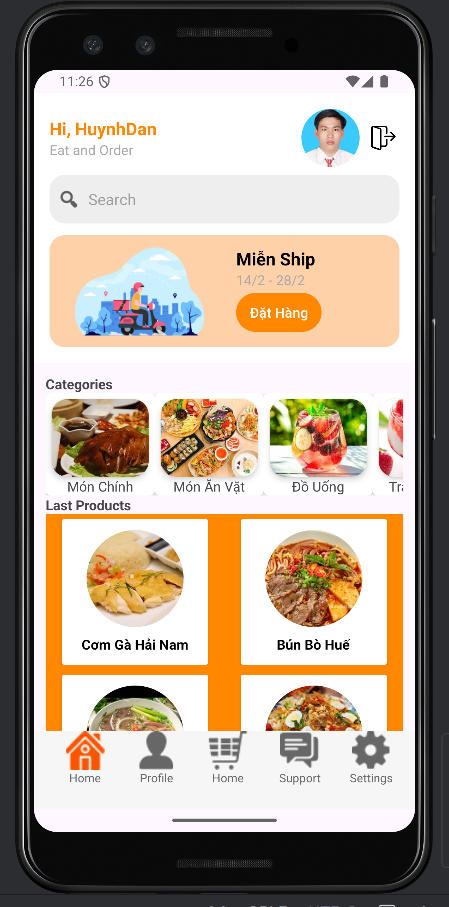 11:26
Hi, HuynhDan
Eat and Order
Search
Miễn Ship
14/2 - 28/2
Đặt Hàng
Categories
Món Chính
Món Ăn Vặt
Đồ Uống
Tr
Last Products
Cơm Gà Hải Nam
Bún Bò Huế
Home
Profile
Home
Support
Settings